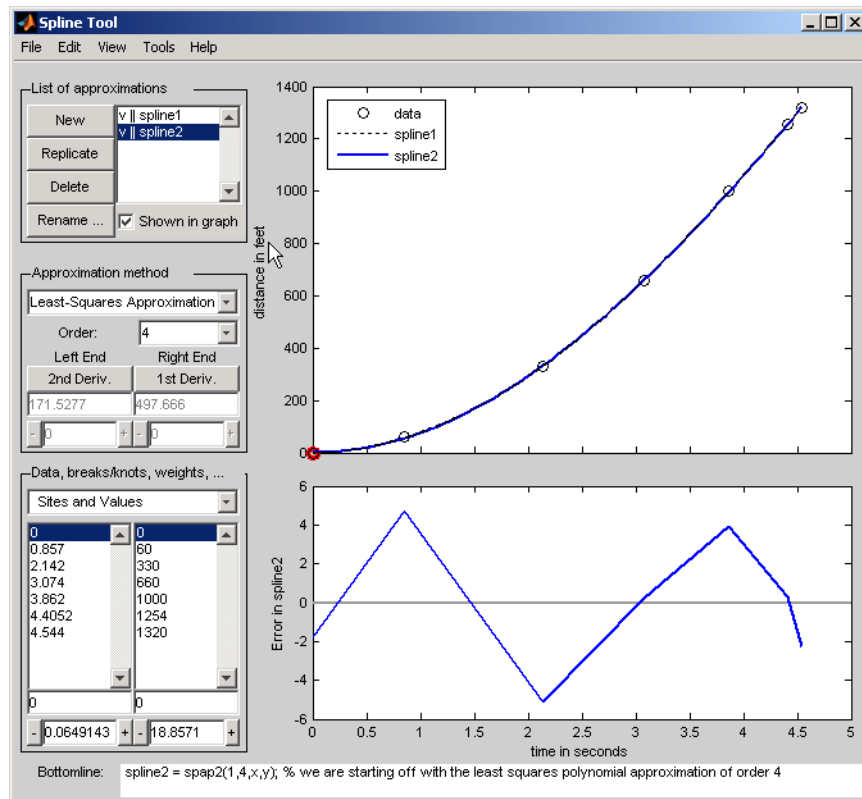 Spline Tool
File Edit View Tools Help
List of approximations
New
Replicate
Delete
Rename ...
v || spline1
v || spline2
Shown in graph
Approximation method
Least-Squares Approximation
Order: 4
Left End Right End
2nd Deriv. 1st Deriv.
171.5277 497.666
- 0 + - 0 +
Data, breaks/knots, weights, ...
Sites and Values
0 0
0.857 60
2.142 330
3.074 660
3.862 1000
4.4052 1254
4.544 1320
0 0
- 0.0649143 + - 18.8571 +
1400
1200
1000
800
600
400
200
0
distance in feet
data
spline1
spline2
6
4
2
0
-2
-4
-6
Error in spline2
0 0.5 1 1.5 2 2.5 3 3.5 4 4.5 5
time in seconds
Bottomline: spline2 = spap2(1,4,x,y); % we are starting off with the least squares polynomial approximation of order 4